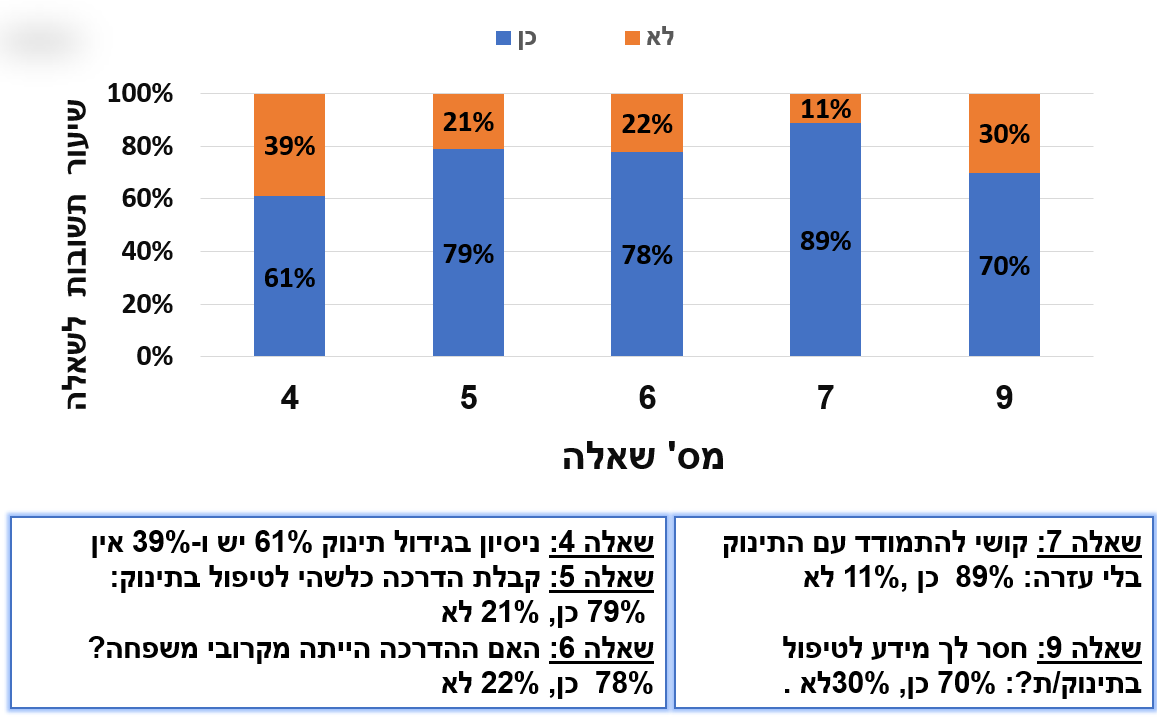 כן לא
שיעור תשובות לשאלה
100%
80%
60%
40%
20%
0%
39% 21% 22% 11% 30%
61% 79% 78% 89% 70%
4 5 6 7 9
מס' שאלה
שאלה 7: קושי להתמודד עם התינוק
בלי עזרה: 89% כן ,11% לא
שאלה 9: חסר לך מידע לטיפול
בתינוק/ת?: 70% כן, 30%לא .
שאלה 4: ניסיון בגידול תינוק 61% יש ו-39% אין
שאלה 5: קבלת הדרכה כלשהי לטיפול בתינוק:
79% כן, 21% לא
שאלה 6: האם ההדרכה הייתה מקרובי משפחה?
78% כן, 22% לא